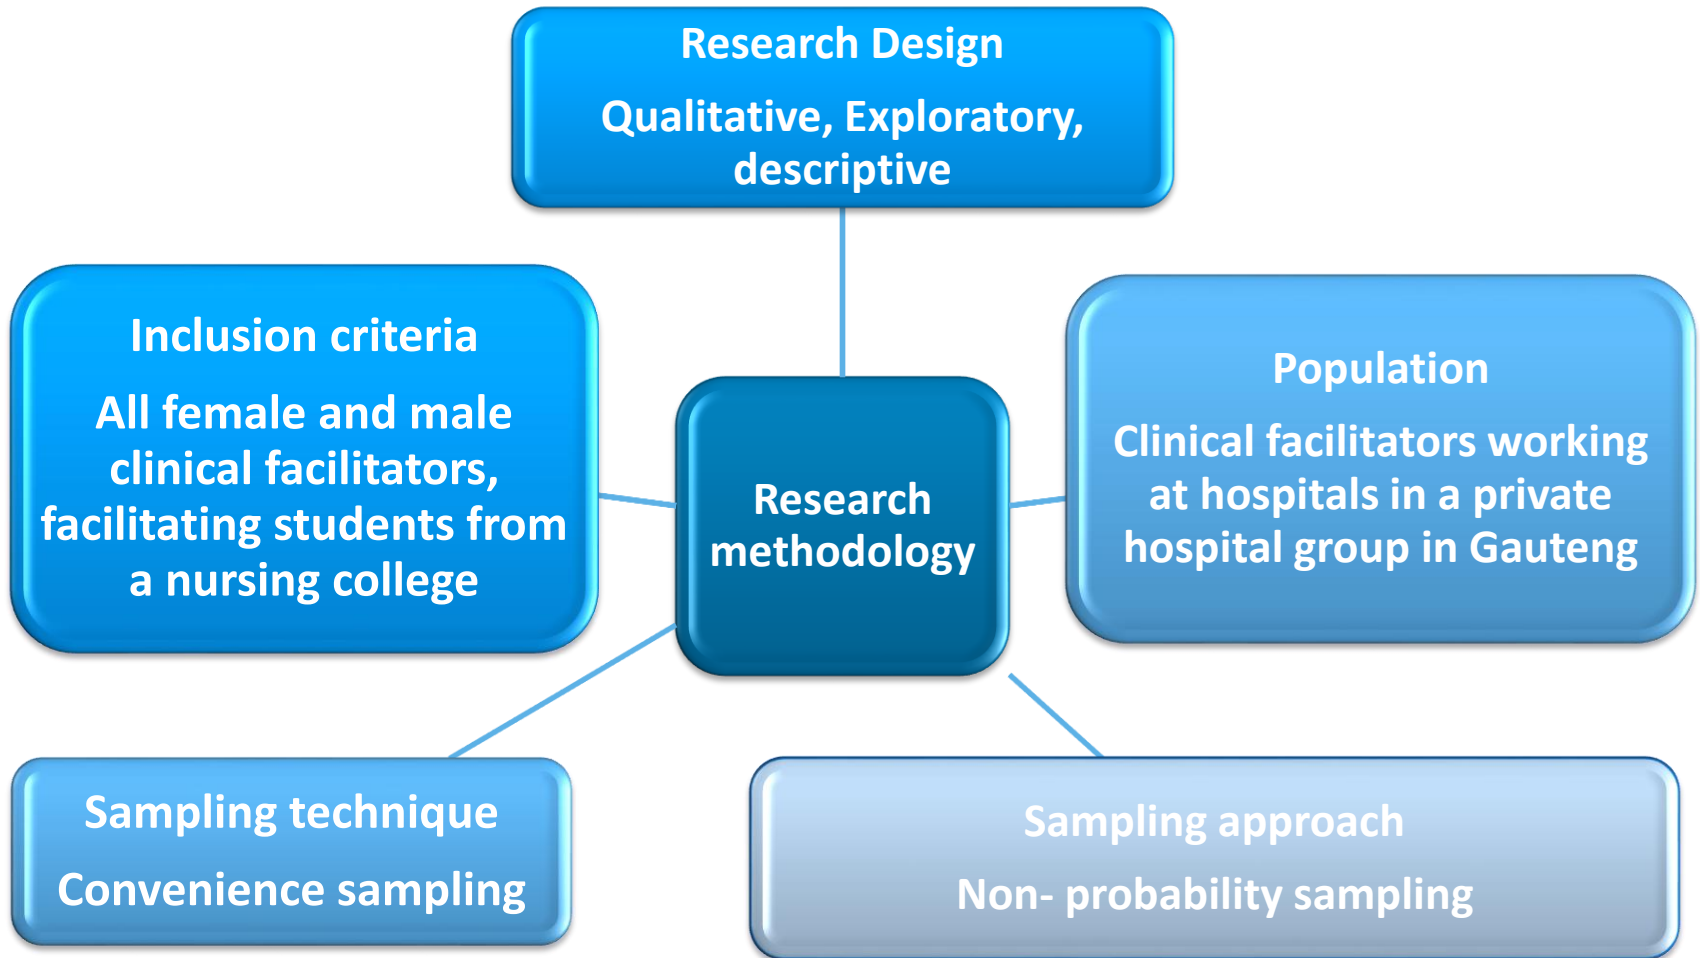 Research Design
Qualitative, Exploratory,
descriptive
Inclusion criteria
All female and male
clinical facilitators,
facilitating students from
a nursing college
Research
methodology
Population
Clinical facilitators working
at hospitals in a private
hospital group in Gauteng
Sampling technique
Convenience sampling
Sampling approach
Non- probability sampling